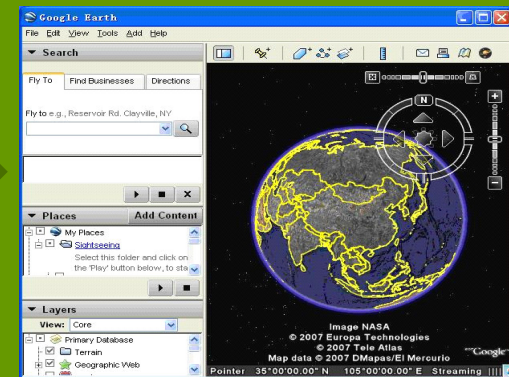 Google Earth
File Edit View Tools Add Help
Search
Fly To Find Businesses Directions
Fly to e.g., Reservoir Rd. Clayville, NY
Places Add Content
My Places
Sightseeing
Select this folder and click on
the 'Play' button below, to sta
Layers
View: Core
Primary Database
Terrain
Geographic Web
N
Image NASA
© 2007 Europa Technologies
© 2007 Tele Atlas
Map data © 2007 DMapas/El Mercurio
Google
Pointer 35°00'00.00" N 105°00'00.00" E Streaming